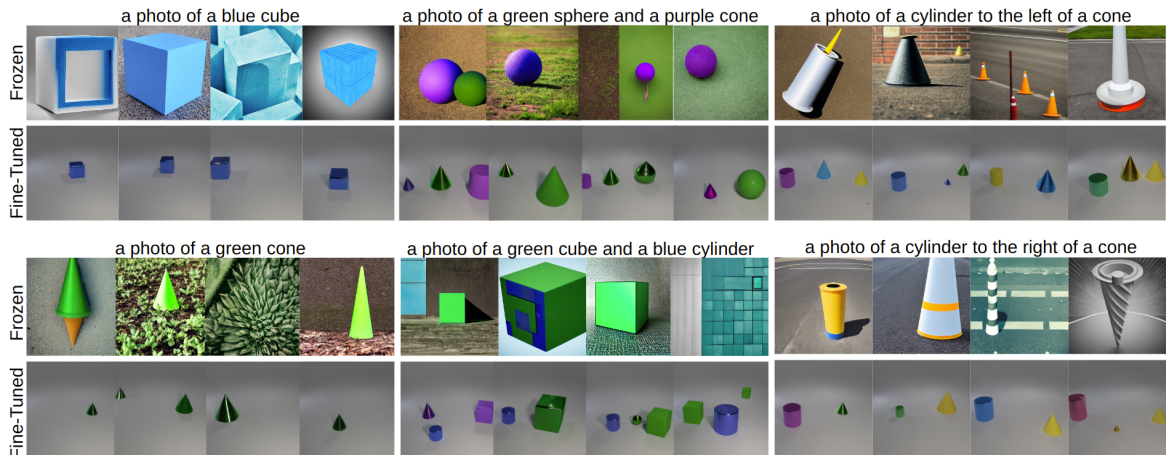 a photo of a blue cube
a photo of a green sphere and a purple cone
a photo of a cylinder to the left of a cone
Frozen
Fine-Tuned
a photo of a green cone
a photo of a green cube and a blue cylinder
a photo of a cylinder to the right of a cone
Frozen
Fine-Tuned